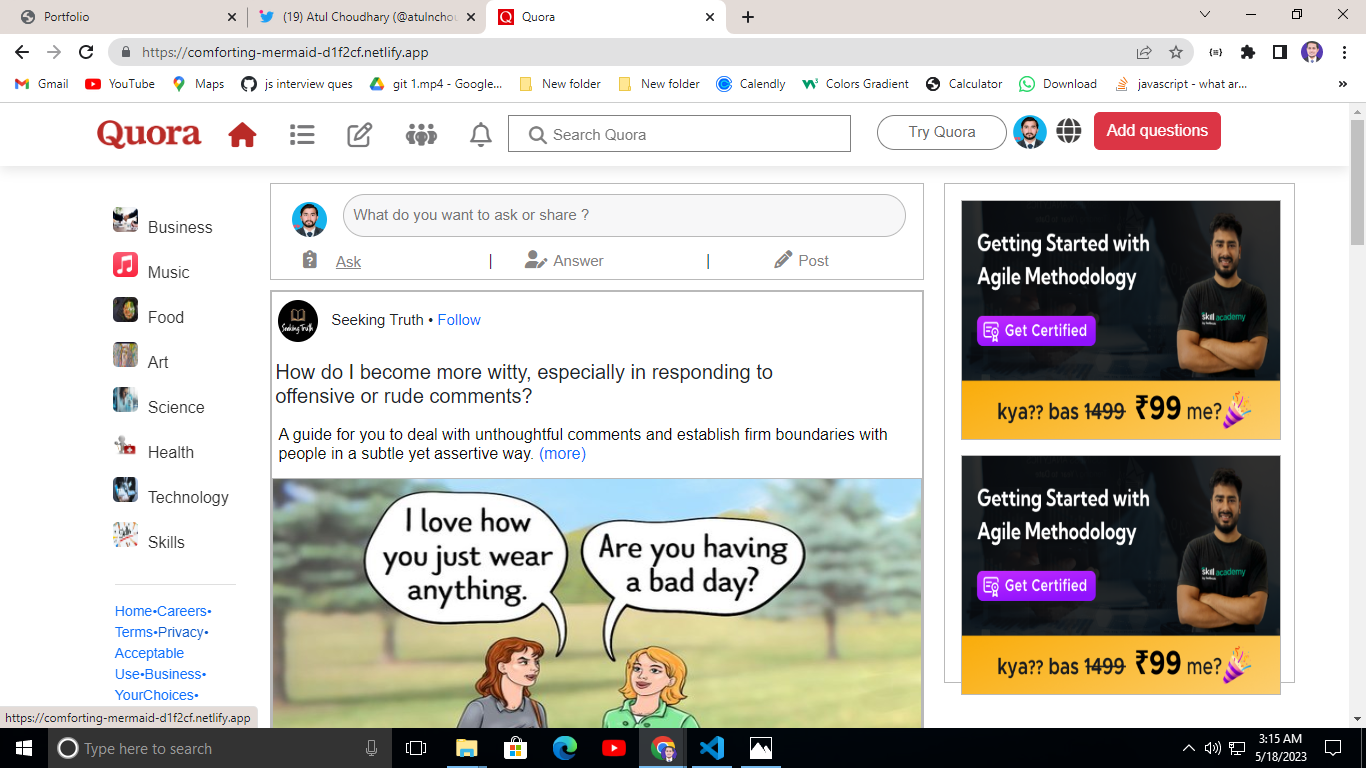 Portfolio
(19) Atul Choudhary (@atulnchou
Quora
https://comforting-mermaid-d1f2cf.netlify.app
Gmail
YouTube
Maps
js interview ques
git 1.mp4 - Google...
New folder
New folder
Calendly
Colors Gradient
Calculator
Download
javascript - what ar...
»
Quora
Search Quora
Try Quora
Add questions
Business
Music
Food
Art
Science
Health
Technology
Skills
Home•Careers•
Terms•Privacy•
Acceptable
Use•Business•
YourChoices•
What do you want to ask or share ?
Ask
|
Answer
|
Post
Seeking Truth
Seeking Truth • Follow
How do I become more witty, especially in responding to
offensive or rude comments?
A guide for you to deal with unthoughtful comments and establish firm boundaries with
people in a subtle yet assertive way. (more)
I love how
you just wear
anything.
Are you having
a bad day?
Getting Started with
Agile Methodology
Get Certified
skill academy
kya?? bas 1499 ₹99 me?
Getting Started with
Agile Methodology
Get Certified
skill academy
kya?? bas 1499 ₹99 me?
https://comforting-mermaid-d1f2cf.netlify.app
Type here to search
3:15 AM
5/18/2023